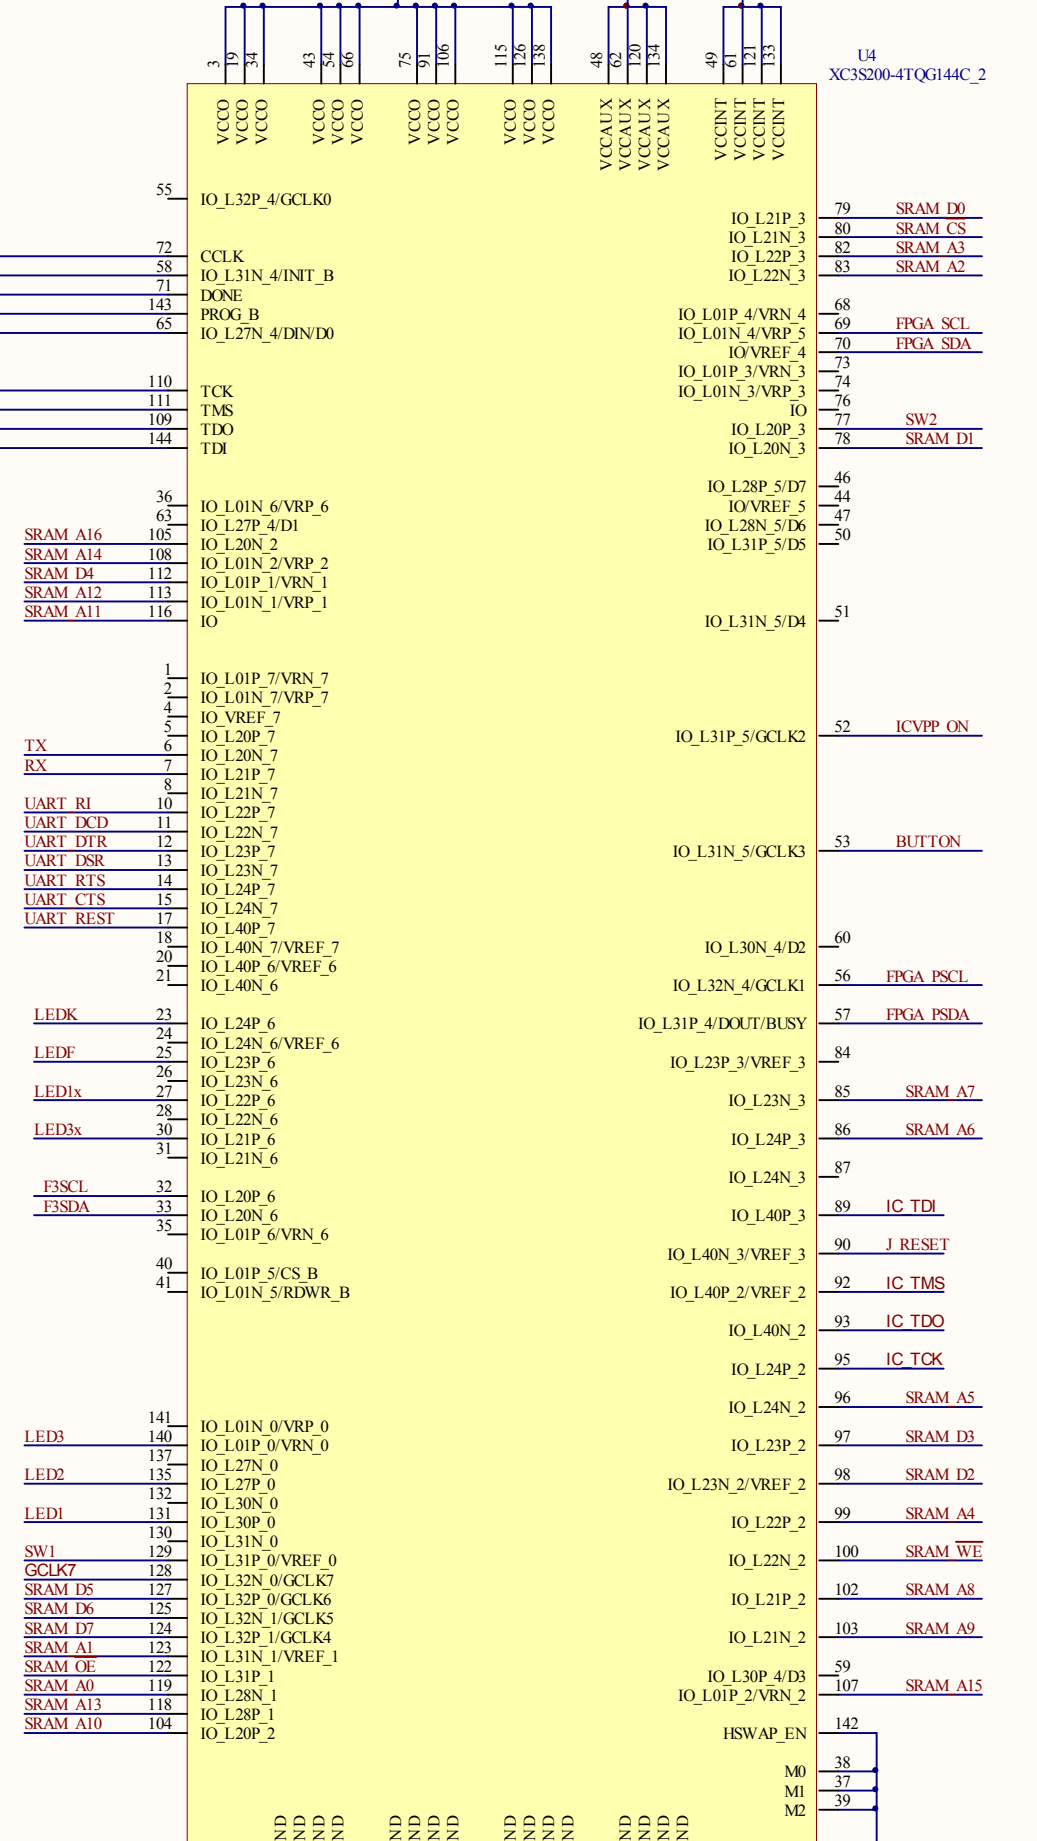 3 19 34 43 54 66 75 91 106 115 126 138 48 62 120 134 49 61 121 133
U4
XC3S200-4TQG144C_2
VCCO VCCO VCCO VCCO VCCO VCCO VCCO VCCO VCCO VCCO VCCO VCCO VCCAUX VCCAUX VCCAUX VCCAUX VCCINT VCCINT VCCINT VCCINT
55 IO_L32P_4/GCLK0
72 CCLK
58 IO_L31N_4/INIT_B
71 DONE
143 PROG_B
65 IO_L27N_4/DIN/D0
110 TCK
111 TMS
109 TDO
144 TDI
36 IO_L01N_6/VRP_6
63 IO_L27P_4/D1
SRAM_A16 105 IO_L20N_2
SRAM_A14 108 IO_L01N_2/VRP_2
SRAM_D4 112 IO_L01P_1/VRN_1
SRAM_A12 113 IO_L01N_1/VRP_1
SRAM_A11 116 IO
1 IO_L01P_7/VRN_7
2 IO_L01N_7/VRP_7
4 IO_VREF_7
5 IO_L20P_7
TX 6 IO_L20N_7
RX 7 IO_L21P_7
8 IO_L21N_7
UART_RI 10 IO_L22P_7
UART_DCD 11 IO_L22N_7
UART_DTR 12 IO_L23P_7
UART_DSR 13 IO_L23N_7
UART_RTS 14 IO_L24P_7
UART_CTS 15 IO_L24N_7
UART_REST 17 IO_L40P_7
18 IO_L40N_7/VREF_7
20 IO_L40P_6/VREF_6
21 IO_L40N_6
LEDK 23 IO_L24P_6
24 IO_L24N_6/VREF_6
LEDF 25 IO_L23P_6
26 IO_L23N_6
LED1x 27 IO_L22P_6
28 IO_L22N_6
LED3x 30 IO_L21P_6
31 IO_L21N_6
F3SCL 32 IO_L20P_6
F3SDA 33 IO_L20N_6
35 IO_L01P_6/VRN_6
40 IO_L01P_5/CS_B
41 IO_L01N_5/RDWR_B
141 IO_L01N_0/VRP_0
LED3 140 IO_L01P_0/VRN_0
137 IO_L27N_0
LED2 135 IO_L27P_0
132 IO_L30N_0
LED1 131 IO_L30P_0
130 IO_L31N_0
SW1 129 IO_L31P_0/VREF_0
GCLK7 128 IO_L32N_0/GCLK7
SRAM_D5 127 IO_L32P_0/GCLK6
SRAM_D6 125 IO_L32N_1/GCLK5
SRAM_D7 124 IO_L32P_1/GCLK4
SRAM_A1 123 IO_L31N_1/VREF_1
SRAM_OE 122 IO_L31P_1
SRAM_A0 119 IO_L28N_1
SRAM_A13 118 IO_L28P_1
SRAM_A10 104 IO_L20P_2
IO_L21P_3 79 SRAM_D0
IO_L21N_3 80 SRAM_CS
IO_L22P_3 82 SRAM_A3
IO_L22N_3 83 SRAM_A2
IO_L01P_4/VRN_4 68
IO_L01N_4/VRP_5 69 FPGA_SCL
IO/VREF_4 70 FPGA_SDA
IO_L01P_3/VRN_3 73
IO_L01N_3/VRP_3 74
IO 76
IO_L20P_3 77 SW2
IO_L20N_3 78 SRAM_D1
IO_L28P_5/D7 46
IO/VREF_5 44
IO_L28N_5/D6 47
IO_L31P_5/D5 50
IO_L31N_5/D4 51
IO_L31P_5/GCLK2 52 ICVPP_ON
IO_L31N_5/GCLK3 53 BUTTON
IO_L30N_4/D2 60
IO_L32N_4/GCLK1 56 FPGA_PSCL
IO_L31P_4/DOUT/BUSY 57 FPGA_PSDA
IO_L23P_3/VREF_3 84
IO_L23N_3 85 SRAM_A7
IO_L24P_3 86 SRAM_A6
IO_L24N_3 87
IO_L40P_3 89 IC_TDI
IO_L40N_3/VREF_3 90 J_RESET
IO_L40P_2/VREF_2 92 IC_TMS
IO_L40N_2 93 IC_TDO
IO_L24P_2 95 IC_TCK
IO_L24N_2 96 SRAM_A5
IO_L23P_2 97 SRAM_D3
IO_L23N_2/VREF_2 98 SRAM_D2
IO_L22P_2 99 SRAM_A4
IO_L22N_2 100 SRAM_WE
IO_L21P_2 102 SRAM_A8
IO_L21N_2 103 SRAM_A9
IO_L30P_4/D3 59
IO_L01P_2/VRN_2 107 SRAM_A15
HSWAP_EN 142
M0 38
M1 37
M2 39
ND ND ND ND ND ND ND ND ND ND ND ND ND ND ND ND